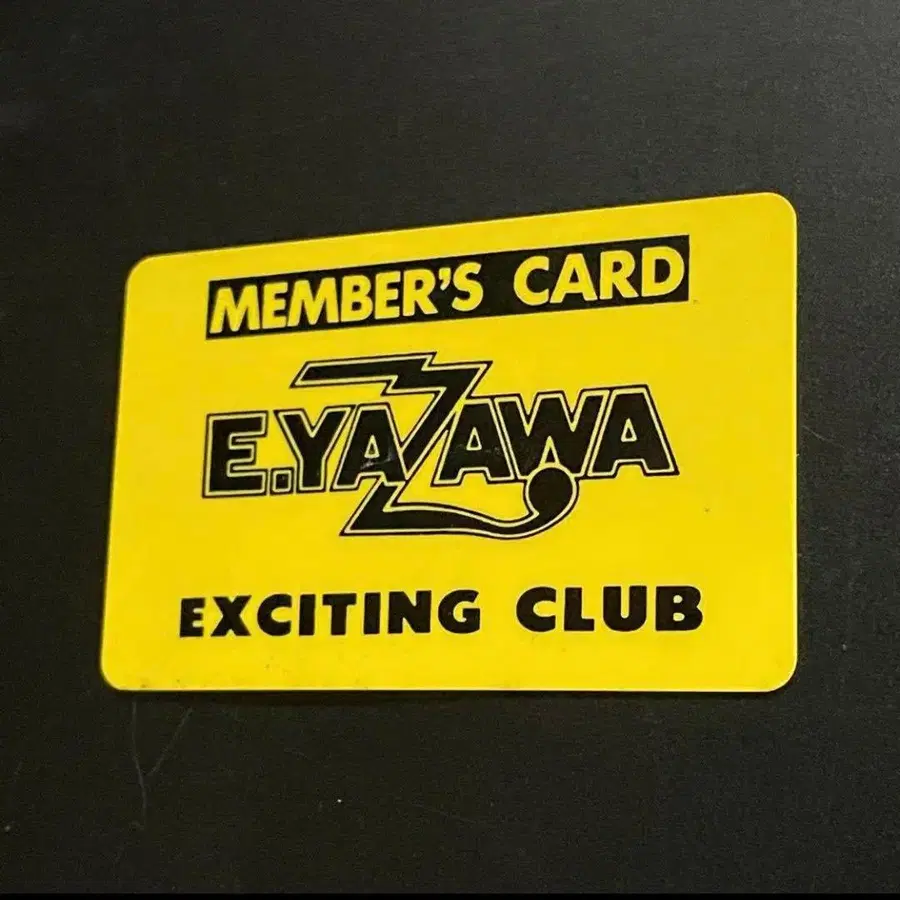 MEMBER'S CARD
E.YAZAWA
EXCITING CLUB